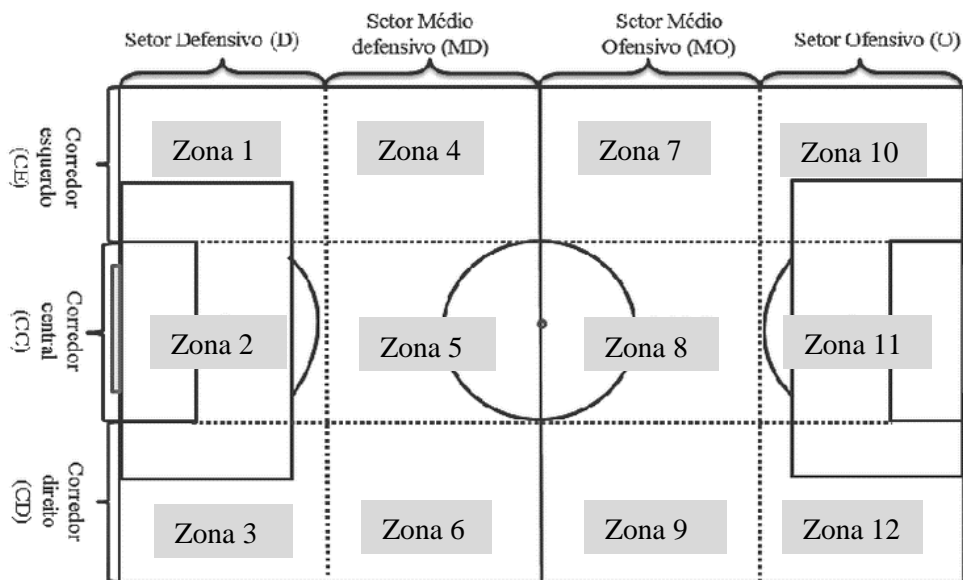 Setor Defensivo (D)
Setor Médio
defensivo (MD)
Setor Médio
Ofensivo (MO)
Setor Ofensivo (O)
Corredor
esquerdo
(CE)
Zona 1
Zona 4
Zona 7
Zona 10
Corredor
central
(CC)
Zona 2
Zona 5
Zona 8
Zona 11
Corredor
direito
(CD)
Zona 3
Zona 6
Zona 9
Zona 12